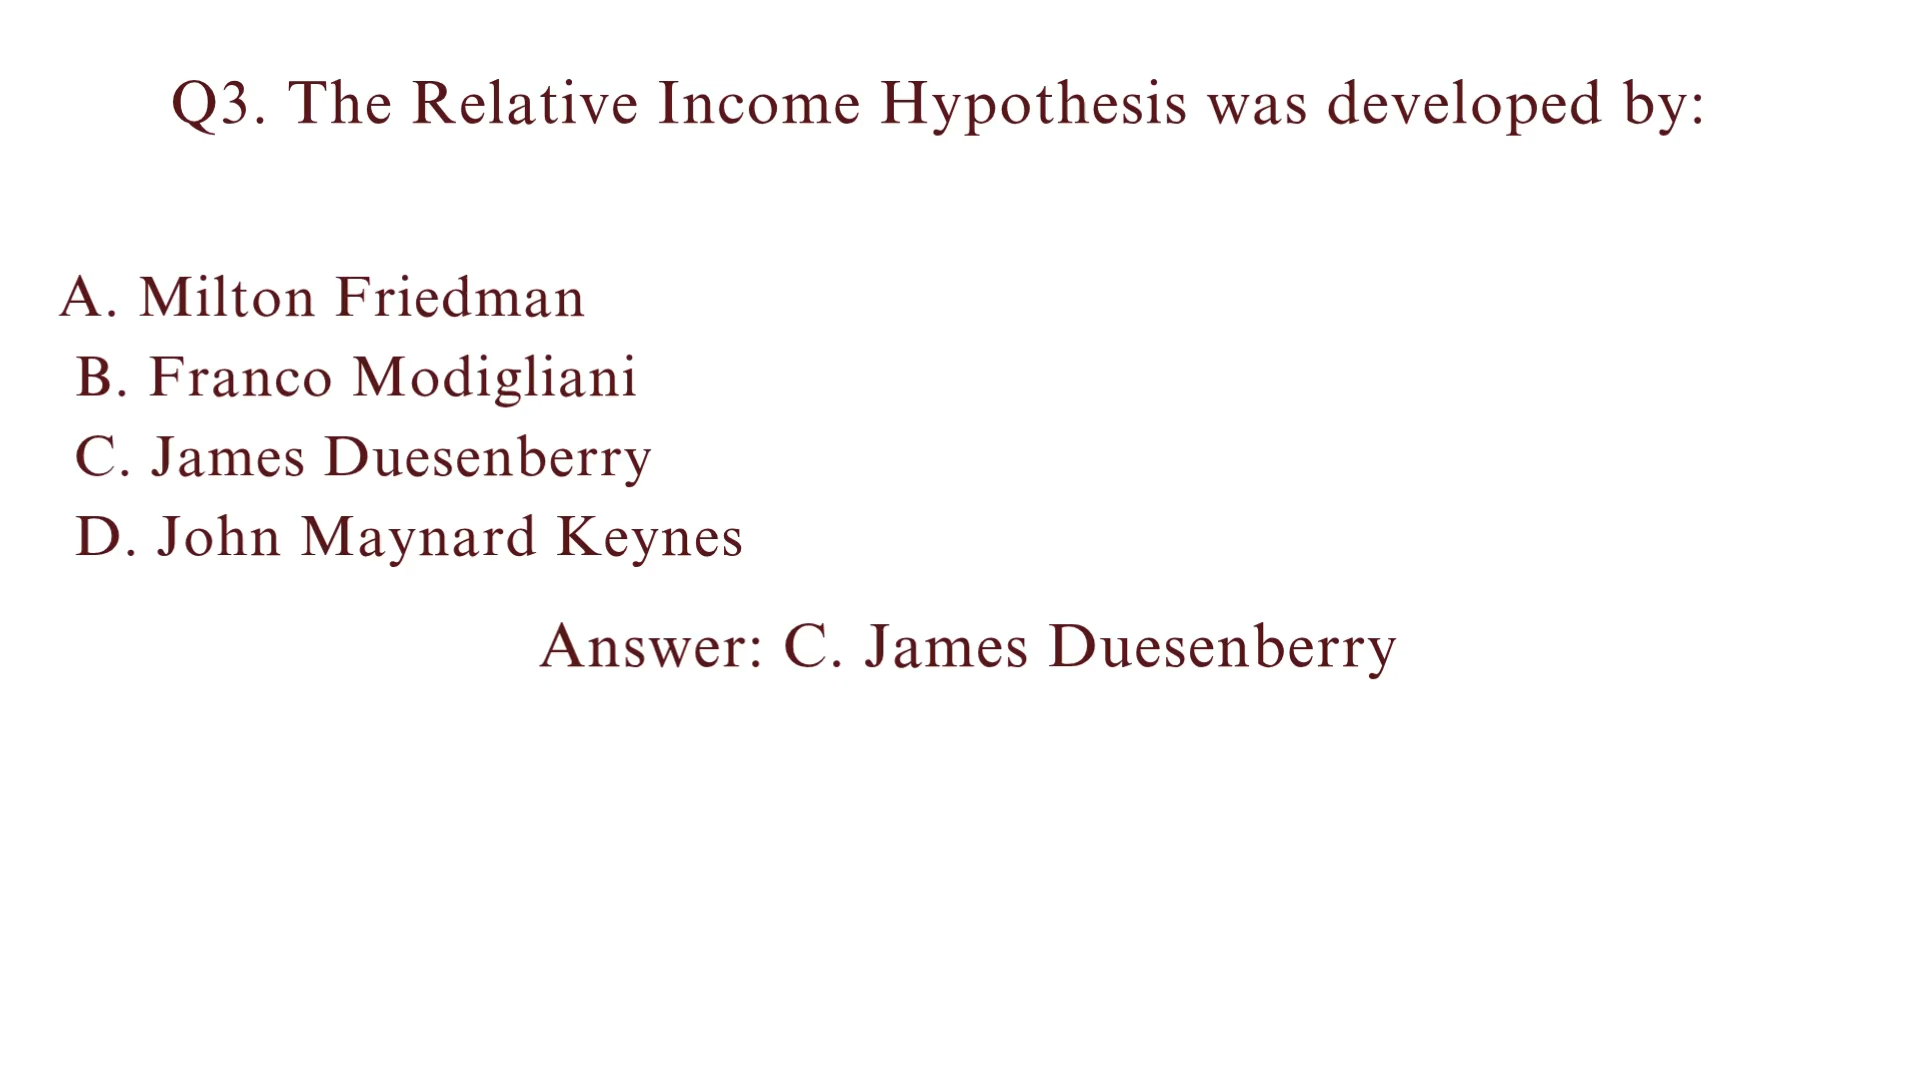 Q3. The Relative Income Hypothesis was developed by:
A. Milton Friedman
B. Franco Modigliani
C. James Duesenberry
D. John Maynard Keynes
Answer: C. James Duesenberry